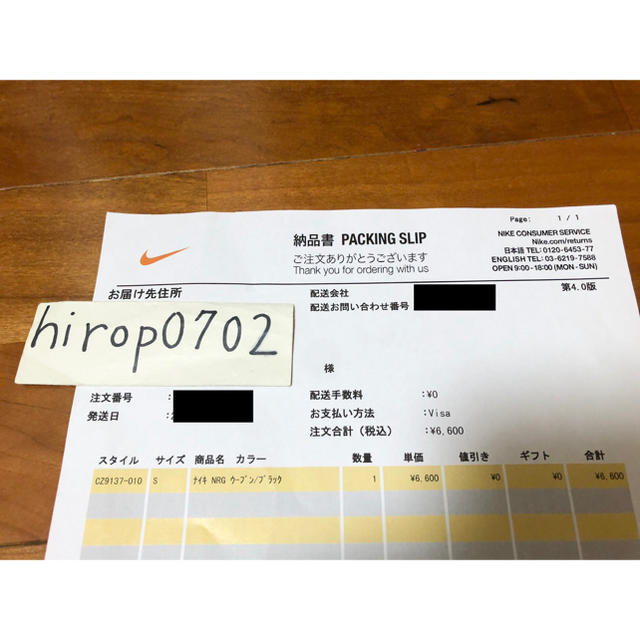 Page: 1 / 1
納品書 PACKING SLIP
ご注文ありがとうございます
Thank you for ordering with us
NIKE CONSUMER SERVICE
Nike.com/returns
日本語 TEL: 0120-6453-77
ENGLISH TEL: 03-6219-7588
OPEN 9:00-18:00 (MON-SUN)
お届け先住所
配送会社
第4.0版
配送お問い合わせ番号
hirop0702
様
注文番号 :
配送手数料 :¥0
発送日
お支払い方法 :Visa
注文合計(税込) :¥6,600
スタイル サイズ 商品名 カラー 数量 単価 値引き ギフト 合計
CZ9137-010 S ﾅｲｷ NRG ｳｰﾌﾞﾝ/ﾌﾞﾗｯｸ 1 ¥6,600 ¥0 ¥0 ¥6,600